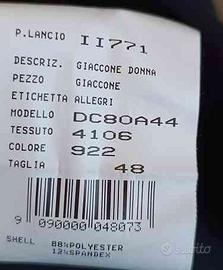 P.LANCIO II771
DESCRIZ. GIACCONE DONNA
PEZZO GIACCONE
ETICHETTA ALLEGRI
MODELLO DC80A44
TESSUTO 4106
COLORE 922
TAGLIA 48
9 090000 048073
SHELL 88%POLYESTER
12%SPANDEX
subito